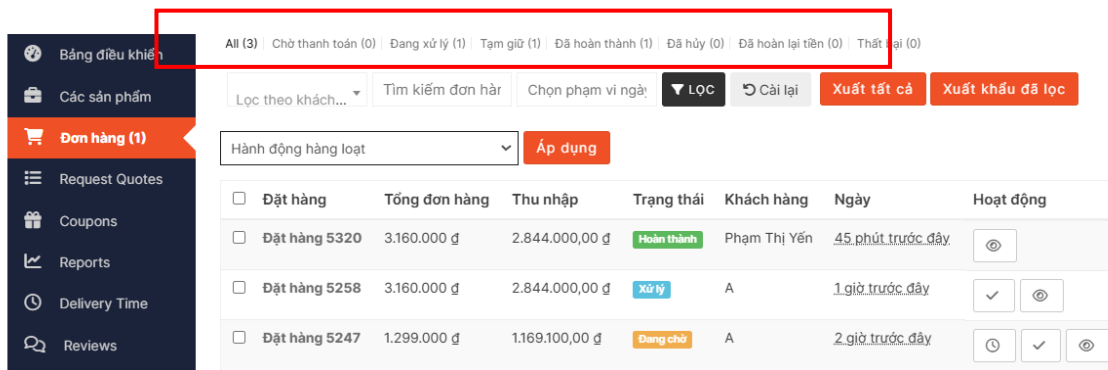 All (3) Chờ thanh toán (0) Đang xử lý (1) Tạm giữ (1) Đã hoàn thành (1) Đã hủy (0) Đã hoàn lại tiền (0) Thất bại (0)
Bảng điều khiển
Lọc theo khách... Tìm kiếm đơn hàr Chọn phạm vi ngày LỌC Cài lại Xuất tất cả Xuất khẩu đã lọc
Các sản phẩm
Đơn hàng (1)
Hành động hàng loạt Áp dụng
Request Quotes
Đặt hàng Tổng đơn hàng Thu nhập Trạng thái Khách hàng Ngày Hoạt động
Coupons
Đặt hàng 5320 3.160.000 ₫ 2.844.000,00 ₫ Hoàn thành Phạm Thị Yến 45 phút trước đây
Reports
Đặt hàng 5258 3.160.000 ₫ 2.844.000,00 ₫ Xử lý A 1 giờ trước đây
Delivery Time
Đặt hàng 5247 1.299.000 ₫ 1.169.100,00 ₫ Đang chờ A 2 giờ trước đây
Reviews